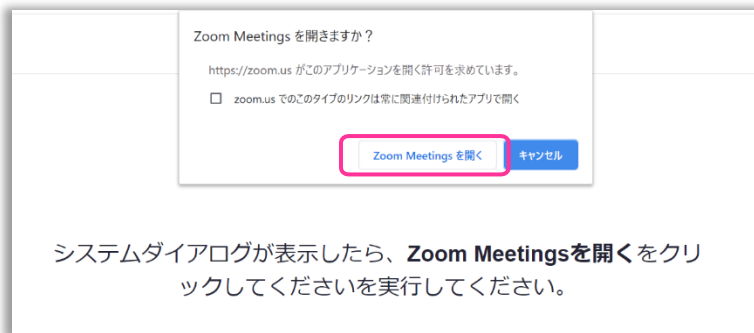 Zoom Meetings を開きますか？
https://zoom.us がこのアプリケーションを開く許可を求めています。
zoom.us でのこのタイプのリンクは常に関連付けられたアプリで開く
Zoom Meetings を開く キャンセル
システムダイアログが表示したら、Zoom Meetingsを開くをクリ
ックしてくださいを実行してください。